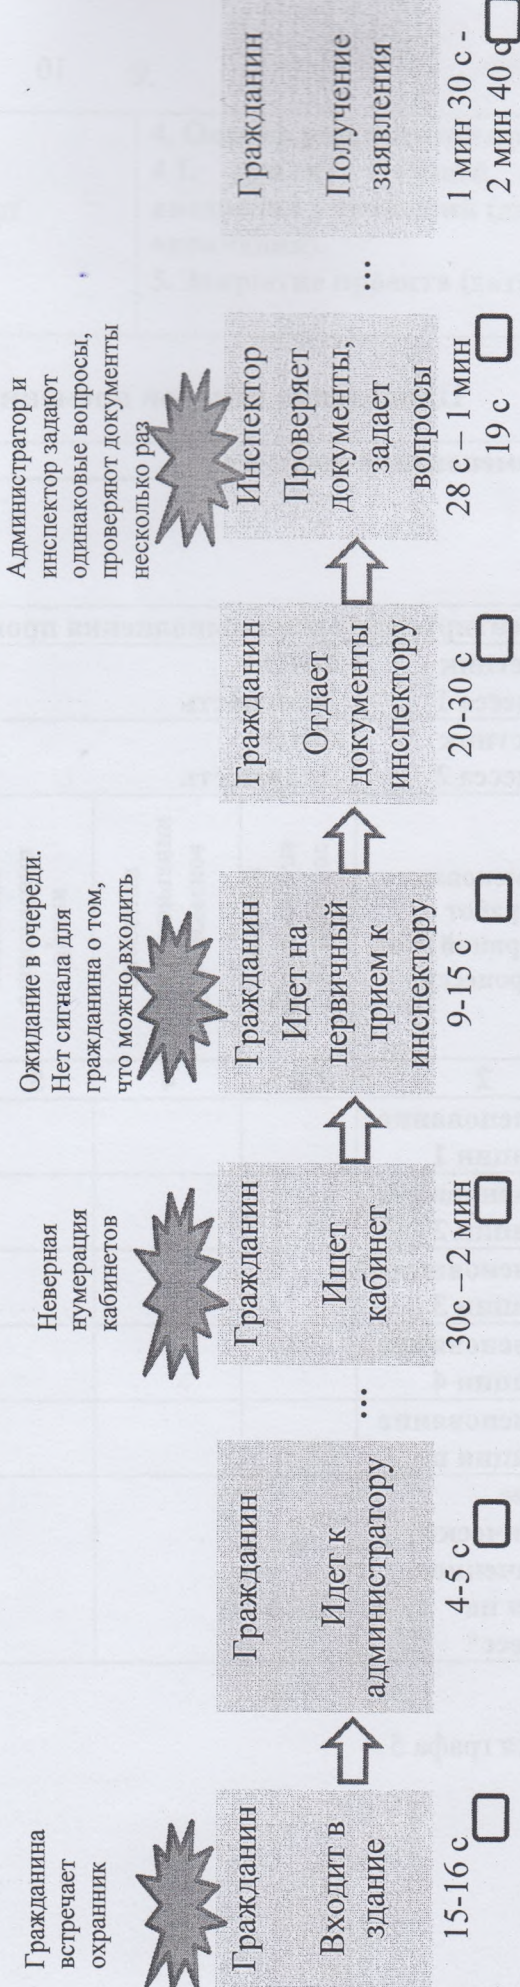 Гражданина
встречает
охранник
Гражданин
Входит в
здание
15-16 с
Гражданин
Идет к
администратору
4-5 с
...
Неверная
нумерация
кабинетов
Гражданин
Ищет
кабинет
30с – 2 мин
Ожидание в очереди.
Нет сигнала для
гражданина о том,
что можно входить
Гражданин
Идет на
первичный
прием к
инспектору
9-15 с
Гражданин
Отдает
документы
инспектору
20-30 с
Администратор и
инспектор задают
одинаковые вопросы,
проверяют документы
несколько раз
Инспектор
Проверяет
документы,
задает
вопросы
28 с – 1 мин
19 с
...
Гражданин
Получение
заявления
1 мин 30 с -
2 мин 40 с